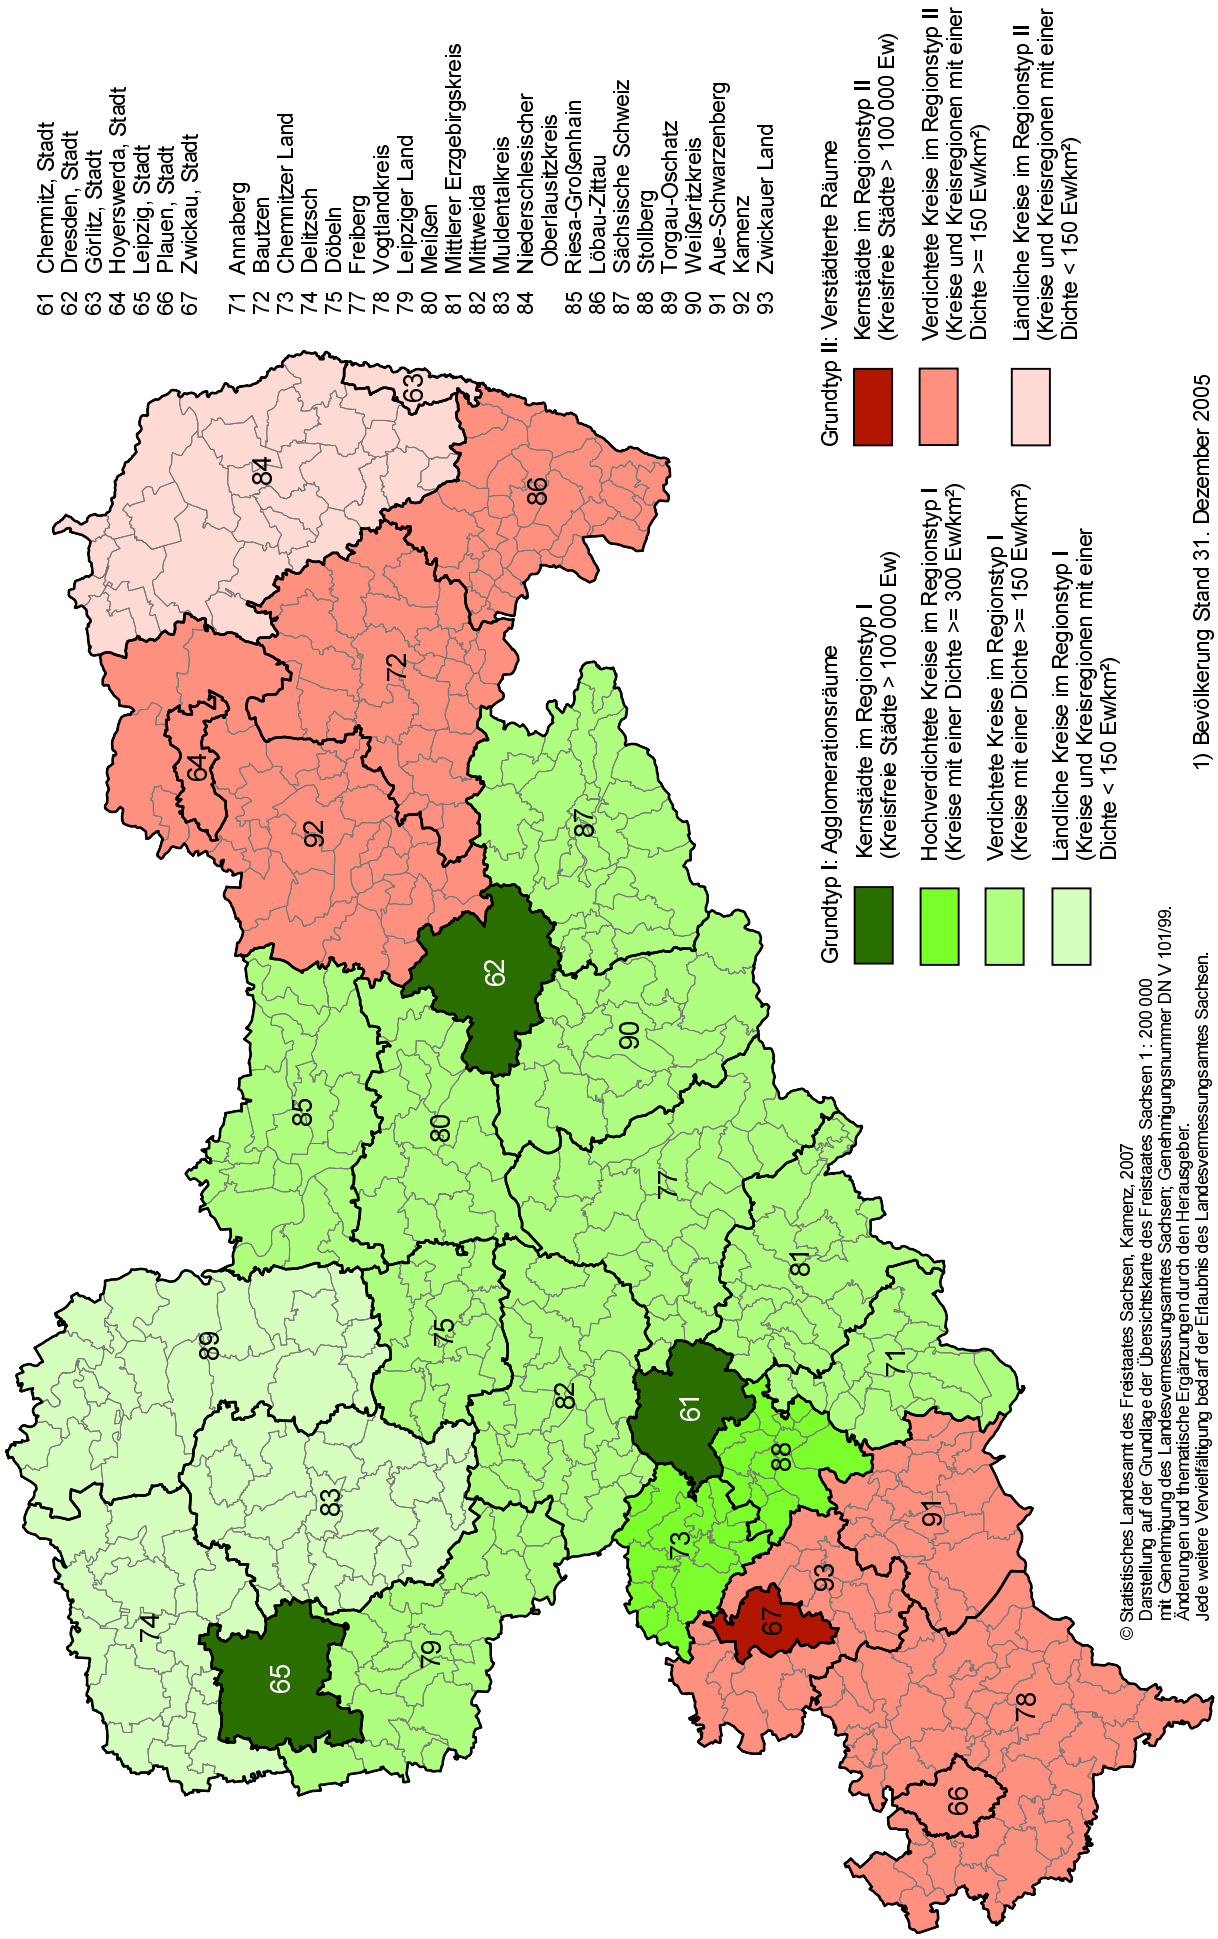 61 Chemnitz, Stadt
62 Dresden, Stadt
63 Görlitz, Stadt
64 Hoyerswerda, Stadt
65 Leipzig, Stadt
66 Plauen, Stadt
67 Zwickau, Stadt
71 Annaberg
72 Bautzen
73 Chemnitzer Land
74 Delitzsch
75 Döbeln
77 Freiberg
78 Vogtlandkreis
79 Leipziger Land
80 Meißen
81 Mittlerer Erzgebirgskreis
82 Mittweida
83 Muldentalkreis
84 Niederschlesischer
Oberlausitzkreis
85 Riesa-Großenhain
86 Löbau-Zittau
87 Sächsische Schweiz
88 Stollberg
89 Torgau-Oschatz
90 Weißeritzkreis
91 Aue-Schwarzenberg
92 Kamenz
93 Zwickauer Land
84
63
86
64
72
92
87
62
90
85
80
77
81
89
75
82
61
71
88
83
73
91
93
67
74
65
79
78
66
Grundtyp I: Agglomerationsräume
Kernstädte im Regionstyp I
(Kreisfreie Städte > 100 000 Ew)
Hochverdichtete Kreise im Regionstyp I
(Kreise mit einer Dichte >= 300 Ew/km²)
Verdichtete Kreise im Regionstyp I
(Kreise mit einer Dichte >= 150 Ew/km²)
Ländliche Kreise im Regionstyp I
(Kreise und Kreisregionen mit einer
Dichte < 150 Ew/km²)
Grundtyp II: Verstädterte Räume
Kernstädte im Regionstyp II
(Kreisfreie Städte > 100 000 Ew)
Verdichtete Kreise im Regionstyp II
(Kreise und Kreisregionen mit einer
Dichte >= 150 Ew/km²)
Ländliche Kreise im Regionstyp II
(Kreise und Kreisregionen mit einer
Dichte < 150 Ew/km²)
© Statistisches Landesamt des Freistaates Sachsen, Kamenz, 2007
Darstellung auf der Grundlage der Übersichtskarte des Freistaates Sachsen 1 : 200 000
mit Genehmigung des Landesvermessungsamtes Sachsen; Genehmigungsnummer DN V 101/99.
Änderungen und thematische Ergänzungen durch den Herausgeber.
Jede weitere Vervielfältigung bedarf der Erlaubnis des Landesvermessungsamtes Sachsen.
1) Bevölkerung Stand 31. Dezember 2005